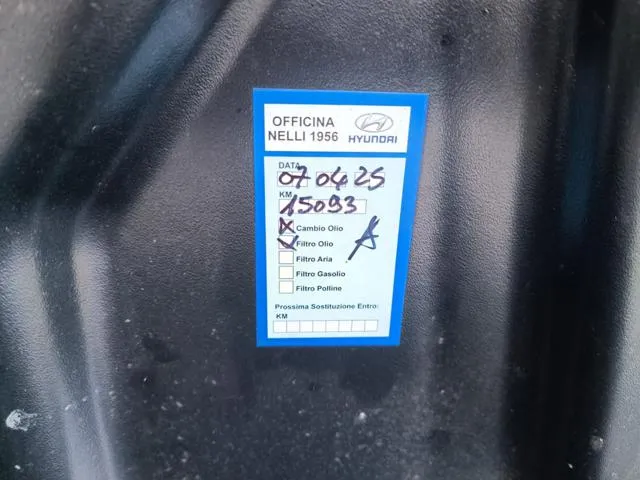 OFFICINA
NELLI 1956
HYUNDAI
DATA
07 04 25
KM
15093
Cambio Olio
Filtro Olio
Filtro Aria
Filtro Gasolio
Filtro Polline
Prossima Sostituzione Entro:
KM